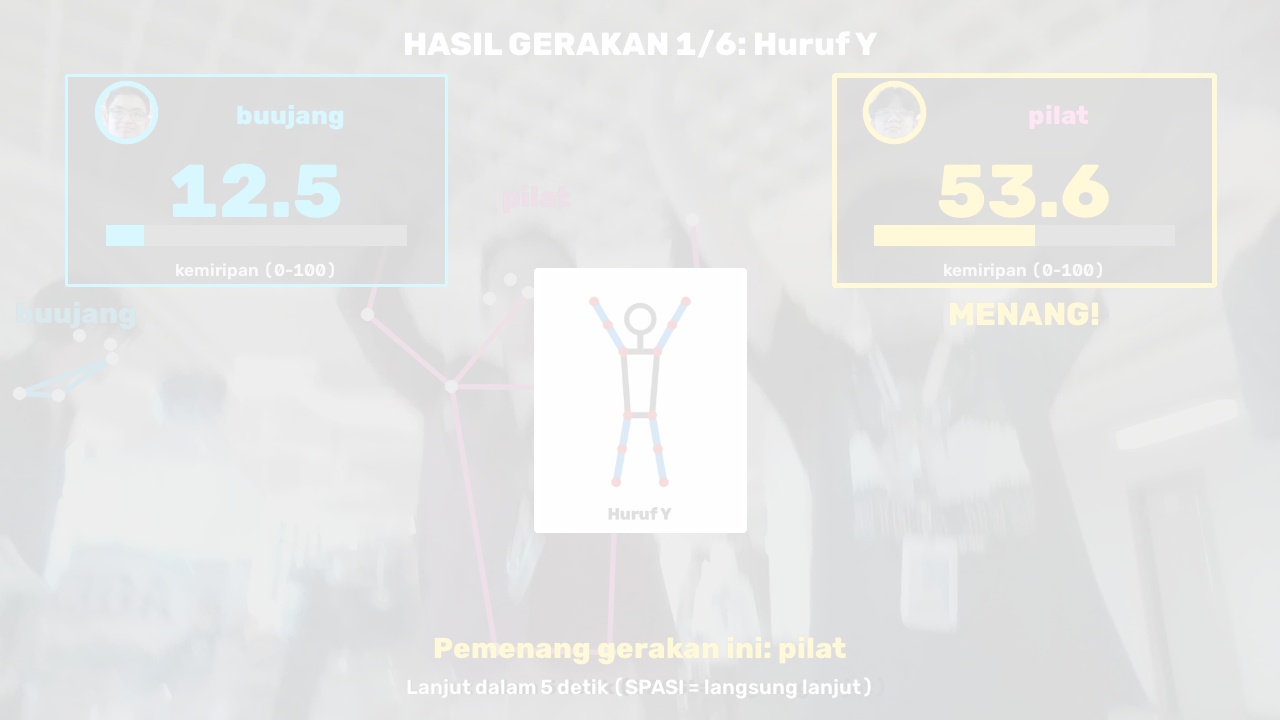 HASIL GERAKAN 1/6: Huruf Y
buujang
12.5
kemiripan (0-100)
pilat
53.6
kemiripan (0-100)
MENANG!
pilat
buujang
Huruf Y
Pemenang gerakan ini: pilat
Lanjut dalam 5 detik (SPASI = langsung lanjut)